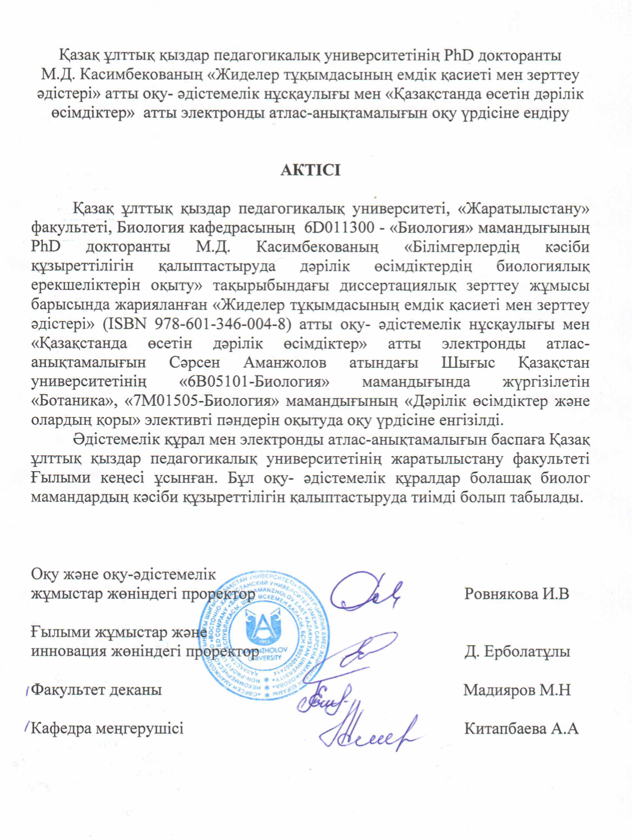 Қазақ ұлттық қыздар педагогикалық университетінің PhD докторанты
М.Д. Касимбекованың «Жиделер тұқымдасының емдік қасиеті мен зерттеу
әдістері» атты оқу- әдістемелік нұсқаулығы мен «Қазақстанда өсетін дәрілік
өсімдіктер» атты электронды атлас-анықтамалығын оқу үрдісіне ендіру
АКТІСІ
Қазақ ұлттық қыздар педагогикалық университеті, «Жаратылыстану»
факультеті, Биология кафедрасының 6D011300 - «Биология» мамандығының
PhD докторанты М.Д. Касимбекованың «Білімгерлердің кәсіби
құзыреттілігін қалыптастыруда дәрілік өсімдіктердің биологиялық
ерекшеліктерін оқыту» тақырыбындағы диссертациялық зерттеу жұмысы
барысында жарияланған «Жиделер тұқымдасының емдік қасиеті мен зерттеу
әдістері» (ISBN 978-601-346-004-8) атты оқу- әдістемелік нұсқаулығы мен
«Қазақстанда өсетін дәрілік өсімдіктер» атты электронды атлас-
анықтамалығын Сәрсен Аманжолов атындағы Шығыс Қазақстан
университетінің «6В05101-Биология» мамандығында жүргізілетін
«Ботаника», «7М01505-Биология» мамандығының «Дәрілік өсімдіктер және
олардың қоры» элективті пәндерін оқытуда оқу үрдісіне енгізілді.
Әдістемелік құрал мен электронды атлас-анықтамалығын баспаға Қазақ
ұлттық қыздар педагогикалық университетінің жаратылыстану факультеті
Ғылыми кеңесі ұсынған. Бұл оқу- әдістемелік құралдар болашақ биолог
мамандардың кәсіби құзыреттілігін қалыптастыруда тиімді болып табылады.
Оқу және оқу-әдістемелік
жұмыстар жөніндегі проректор Ровнякова И.В
Ғылыми жұмыстар және
инновация жөніндегі проректор Д. Ерболатұлы
Факультет деканы Мадияров М.Н
Кафедра меңгерушісі Китапбаева А.А
AMANZHOLOV
UNIVERSITY